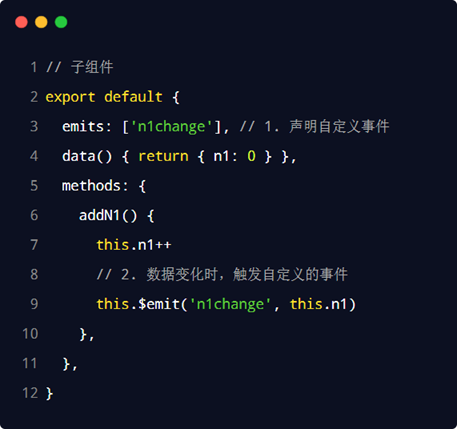 1 // 子组件
2 export default {
3 emits: ['n1change'], // 1. 声明自定义事件
4 data() { return { n1: 0 } },
5 methods: {
6 addN1() {
7 this.n1++
8 // 2. 数据变化时，触发自定义的事件
9 this.$emit('n1change', this.n1)
10 },
11 },
12 }